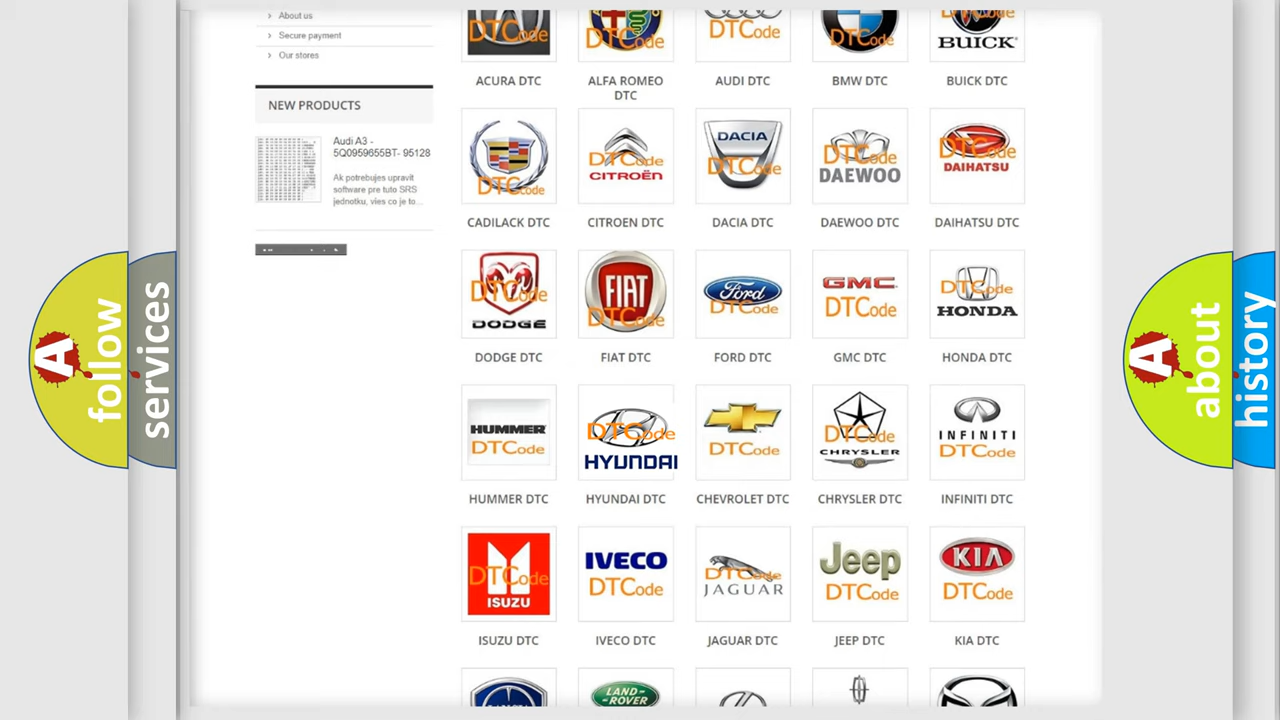 About us
Secure payment
Our stores
NEW PRODUCTS
Audi A3 -
5Q0959655BT- 95128
Ak potrebujes upravit
software pre tuto SRS
jednotku, vies co je to...
DTCode DTCode DTCode DTCode BUICK
ACURA DTC ALFA ROMEO DTC AUDI DTC BMW DTC BUICK DTC
DTCode DTCode CITROËN DACIA DTCode DTCode DAEWOO DTCode DAIHATSU
CADILACK DTC CITROEN DTC DACIA DTC DAEWOO DTC DAIHATSU DTC
DTCode DODGE FIAT DTCode Ford DTCode GMC DTCode DTCode HONDA
DODGE DTC FIAT DTC FORD DTC GMC DTC HONDA DTC
HUMMER DTCode DTCode HYUNDAI DTCode DTCode CHRYSLER INFINITI DTCode
HUMMER DTC HYUNDAI DTC CHEVROLET DTC CHRYSLER DTC INFINITI DTC
DTCode ISUZU IVECO DTCode DTCode JAGUAR Jeep DTCode KIA DTCode
ISUZU DTC IVECO DTC JAGUAR DTC JEEP DTC KIA DTC
LAND-
ROVER
A follow
services
A about
history